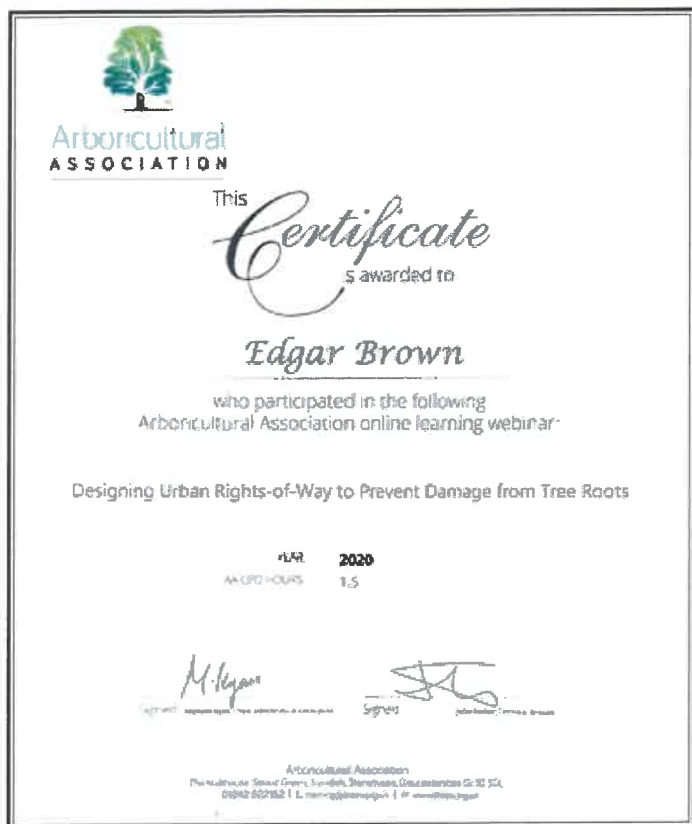 Arboricultural
ASSOCIATION
This
Certificate
is awarded to
Edgar Brown
who participated in the following
Arboricultural Association online learning webinar
Designing Urban Rights-of-Way to Prevent Damage from Tree Roots
YEAR 2020
AA CPD HOURS 1.5
Signed Signed
Arboricultural Association